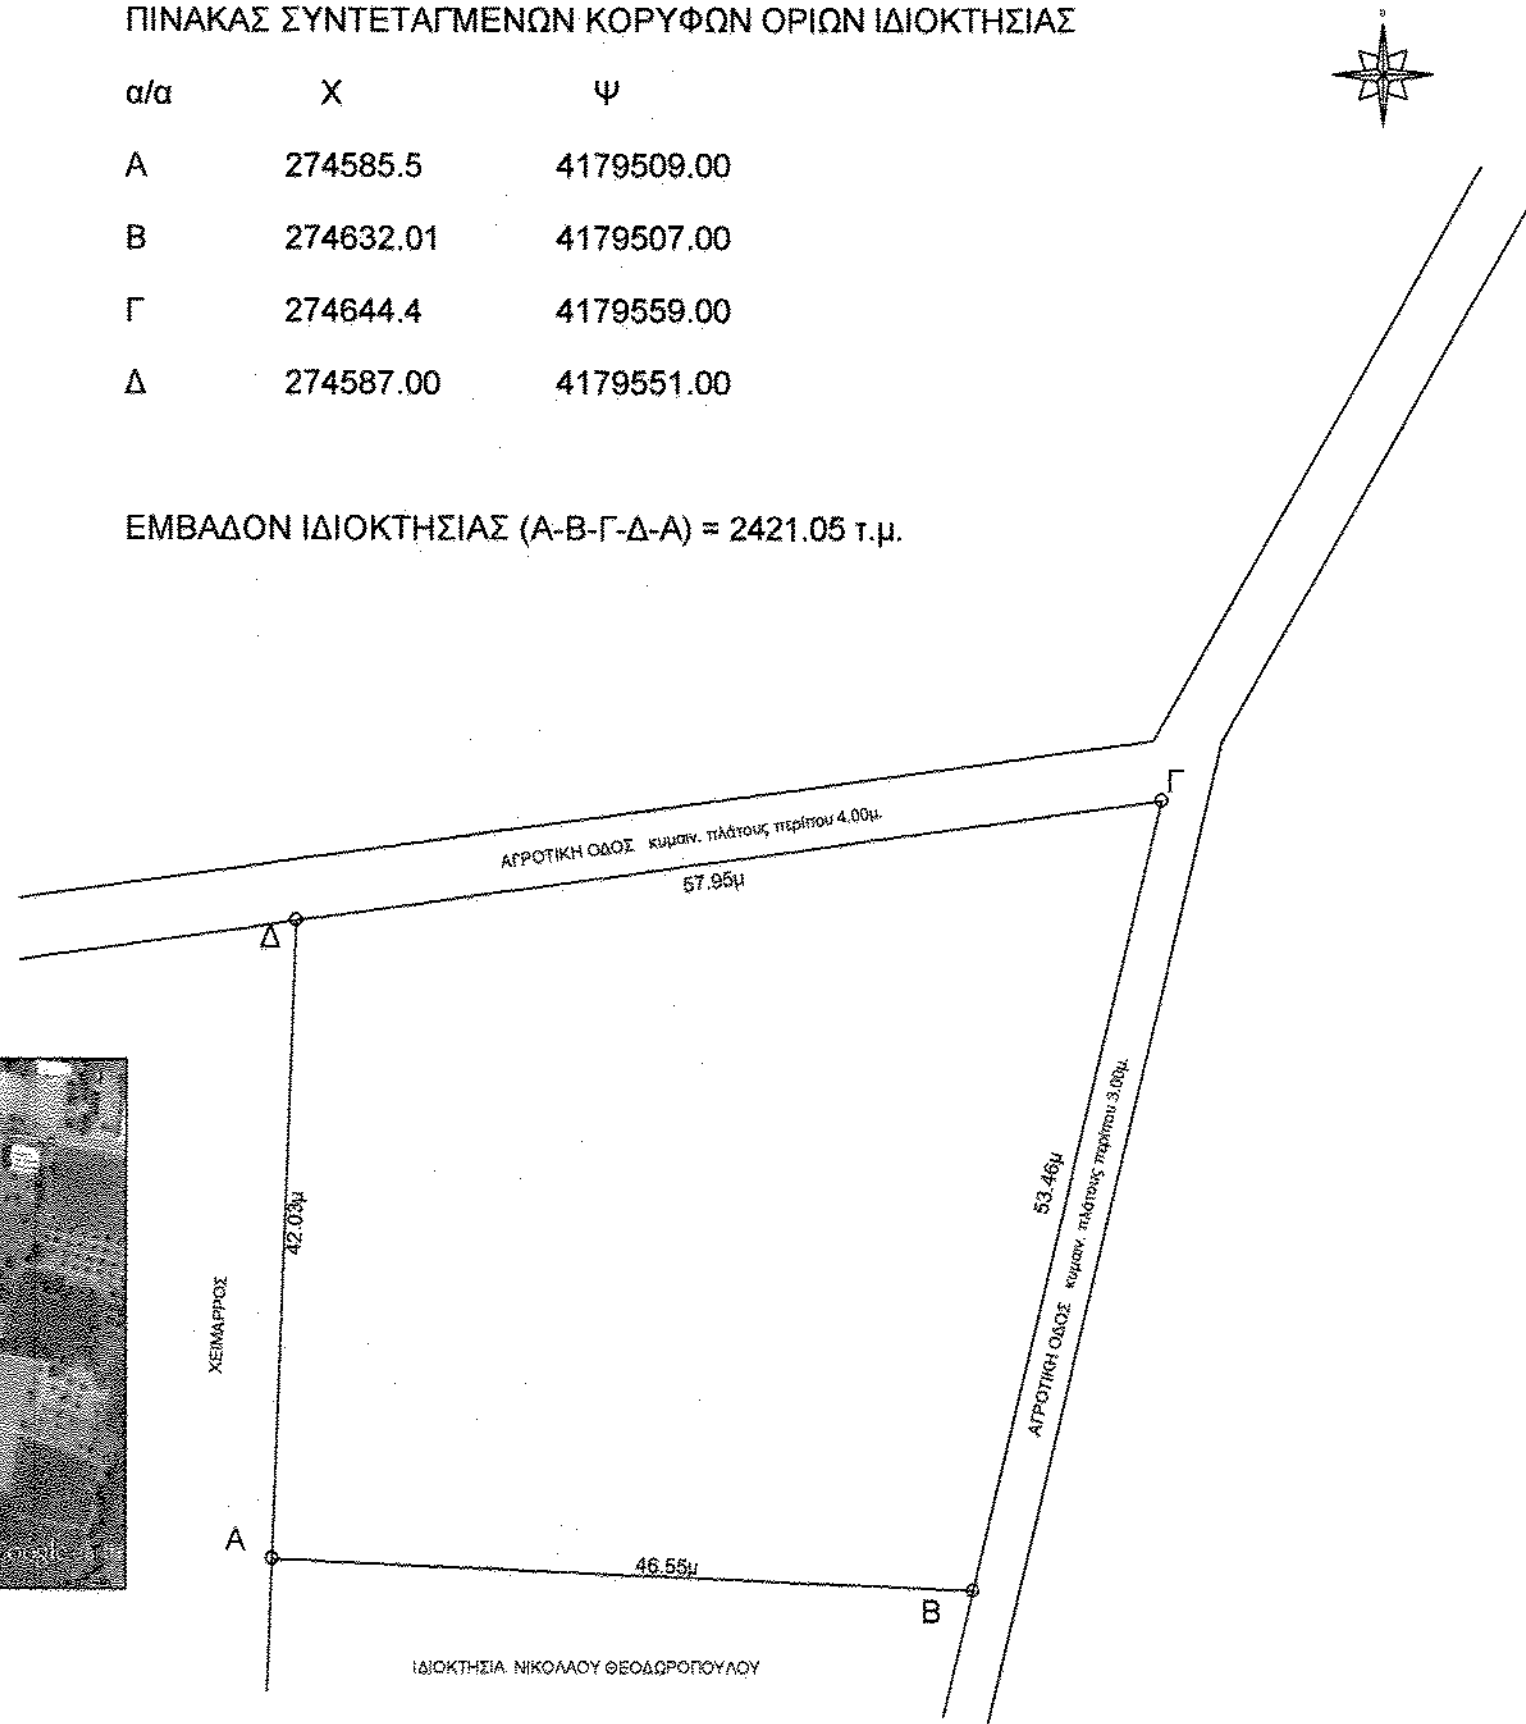 ΠΙΝΑΚΑΣ ΣΥΝΤΕΤΑΓΜΕΝΩΝ ΚΟΡΥΦΩΝ ΟΡΙΩΝ ΙΔΙΟΚΤΗΣΙΑΣ
α/α Χ Ψ
Α 274585.5 4179509.00
Β 274632.01 4179507.00
Γ 274644.4 4179559.00
Δ 274587.00 4179551.00
ΕΜΒΑΔΟΝ ΙΔΙΟΚΤΗΣΙΑΣ (Α-Β-Γ-Δ-Α) = 2421.05 τ.μ.
Γ
ΑΓΡΟΤΙΚΗ ΟΔΟΣ κυμαιν. πλάτους περίπου 4.00μ.
57.95μ
Δ
42.03μ
53.46μ
ΑΓΡΟΤΙΚΗ ΟΔΟΣ κυμαιν. πλάτους περίπου 3.00μ.
ΧΕΙΜΑΡΡΟΣ
Α
46.55μ
Β
ΙΔΙΟΚΤΗΣΙΑ ΝΙΚΟΛΑΟΥ ΘΕΟΔΩΡΟΠΟΥΛΟΥ